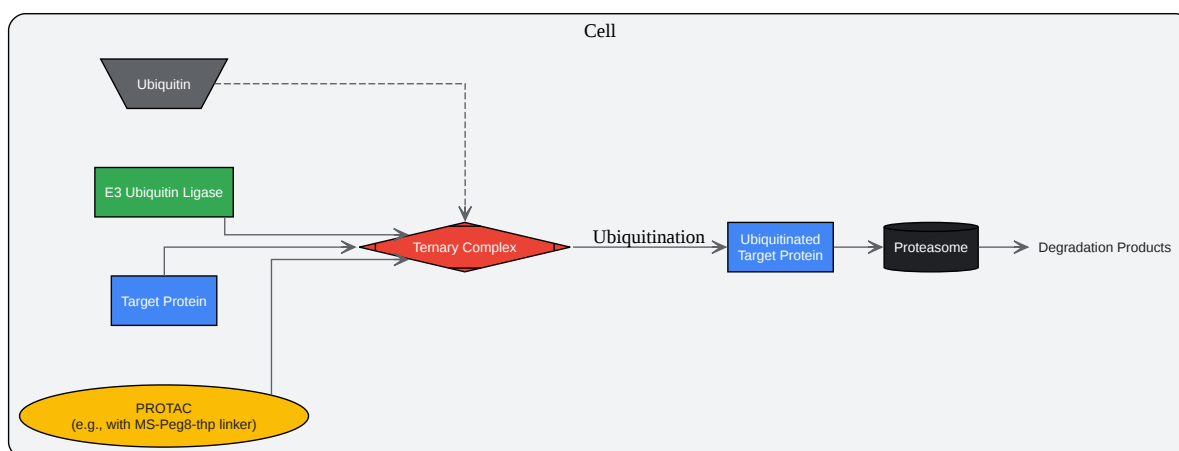 Cell
Ubiquitin
E3 Ubiquitin Ligase
Ternary Complex
Ubiquitination
Ubiquitinated
Target Protein
Proteasome
Degradation Products
Target Protein
PROTAC
(e.g., with MS-Peg8-thp linker)